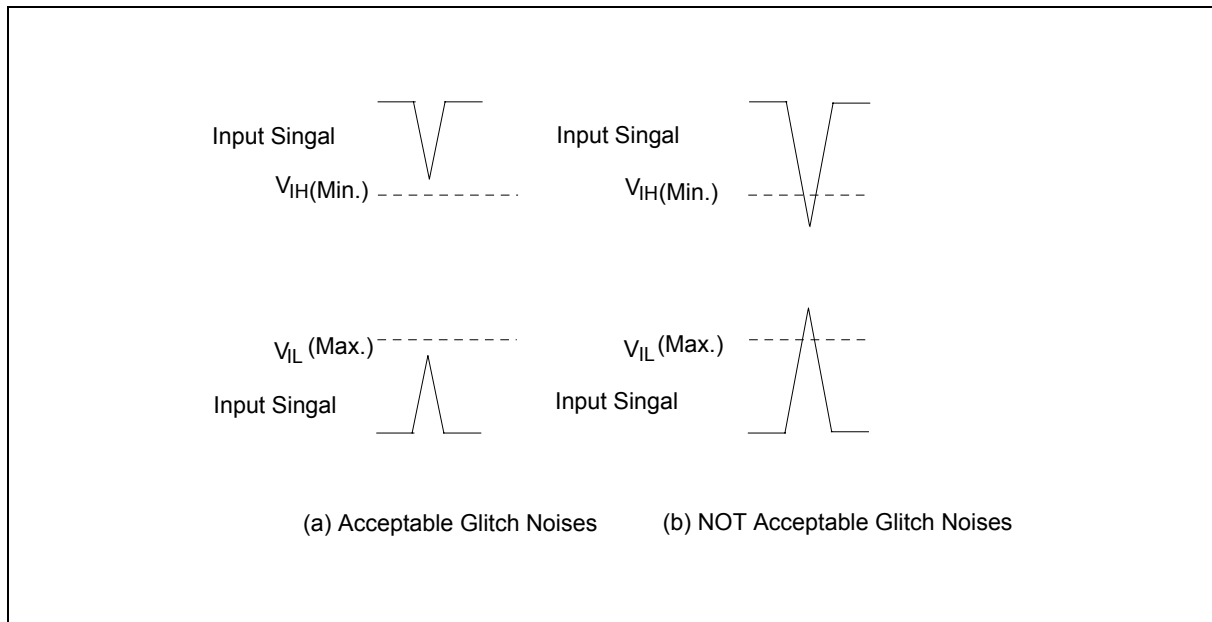 Input Singal
Input Singal
VIH(Min.)
VIH(Min.)
VIL (Max.)
VIL (Max.)
Input Singal
Input Singal
(a) Acceptable Glitch Noises
(b) NOT Acceptable Glitch Noises